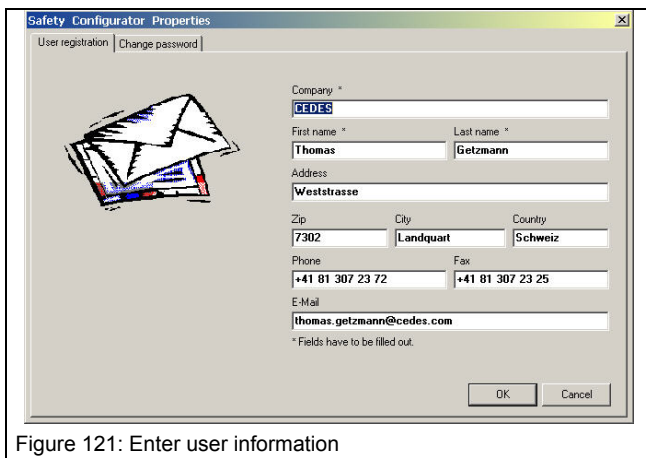 Safety Configurator Properties
User registration Change password
Company *
CEDES
First name * Last name *
Thomas Getzmann
Address
Weststrasse
Zip City Country
7302 Landquart Schweiz
Phone Fax
+41 81 307 23 72 +41 81 307 23 25
E-Mail
thomas.getzmann@cedes.com
* Fields have to be filled out.
OK Cancel
Figure 121: Enter user information